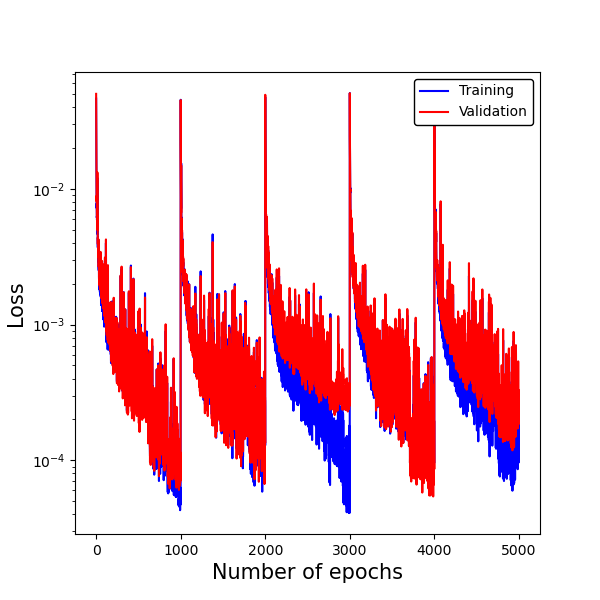 Training
Validation
Loss
10⁻²
10⁻³
10⁻⁴
0 1000 2000 3000 4000 5000
Number of epochs